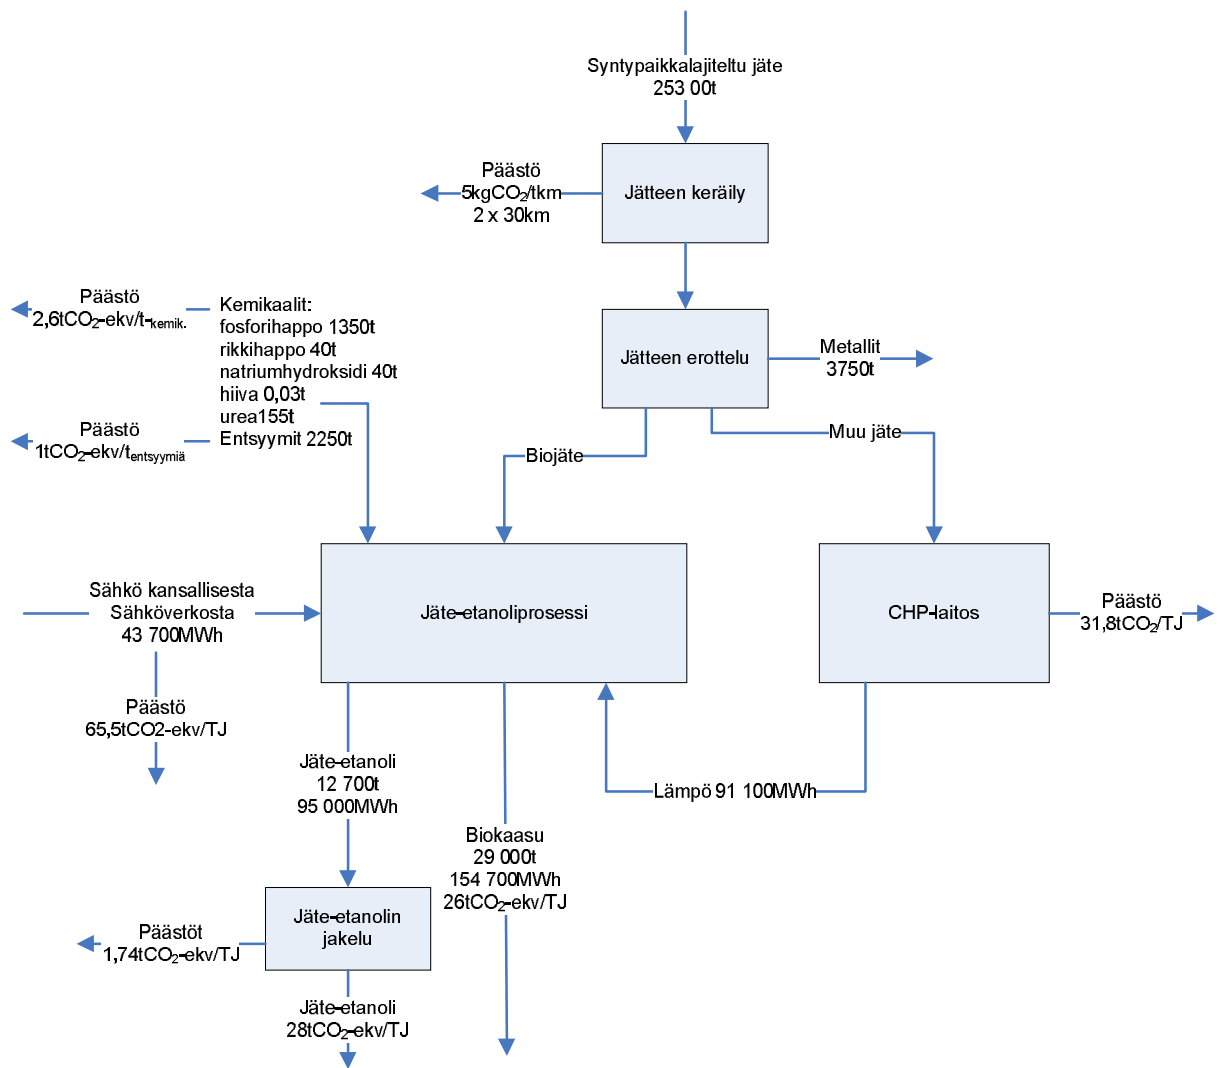 Syntypaikkalajiteltu jäte
253 00t
Päästö
5kgCO₂/tkm
2 x 30km
Jätteen keräily
Päästö
2,6tCO₂-ekv/t-kemik.
Kemikaalit:
fosforihappo 1350t
rikkihappo 40t
natriumhydroksidi 40t
hiiva 0,03t
urea155t
Entsyymit 2250t
Päästö
1tCO₂-ekv/tentsyymiä
Jätteen erottelu
Metallit
3750t
Muu jäte
Biojäte
Sähkö kansallisesta
Sähköverkosta
43 700MWh
Jäte-etanoliprosessi
CHP-laitos
Päästö
31,8tCO₂/TJ
Päästö
65,5tCO2-ekv/TJ
Jäte-etanoli
12 700t
95 000MWh
Lämpö 91 100MWh
Biokaasu
29 000t
154 700MWh
26tCO₂-ekv/TJ
Jäte-etanolin
jakelu
Päästöt
1,74tCO₂-ekv/TJ
Jäte-etanoli
28tCO₂-ekv/TJ